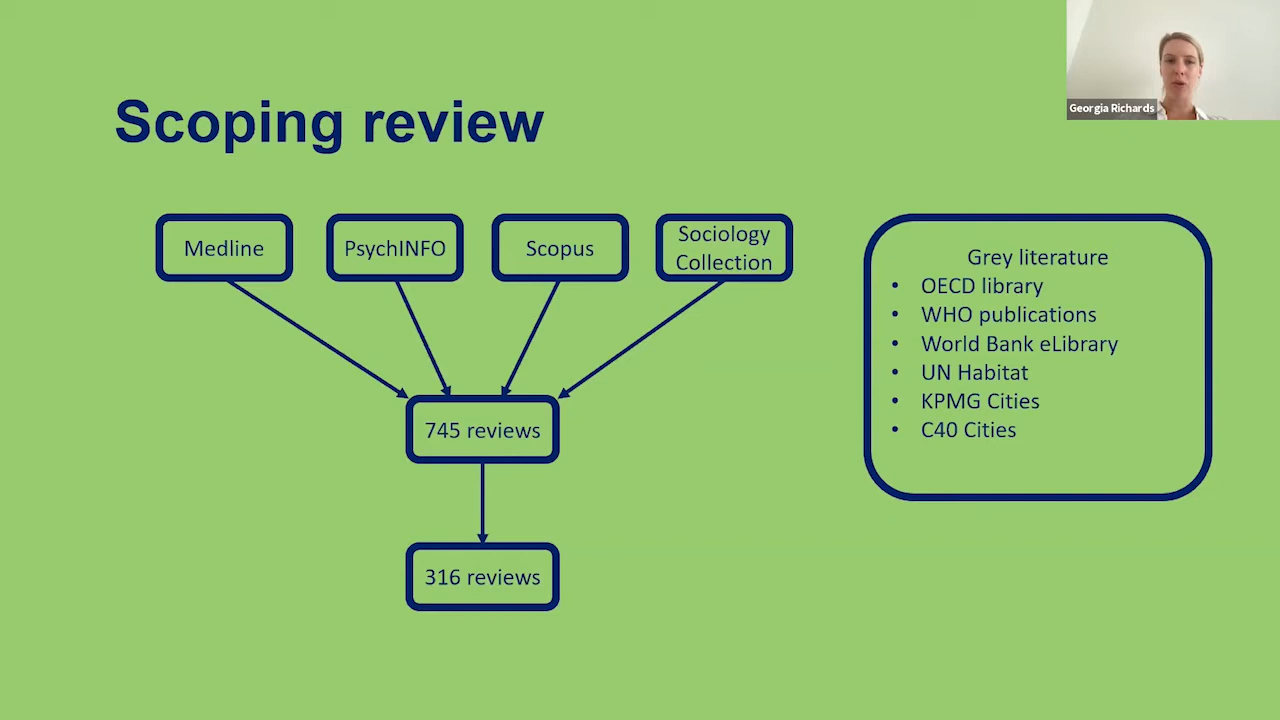 Georgia Richards
Scoping review
Medline
PsychINFO
Scopus
Sociology
Collection
745 reviews
316 reviews
Grey literature
• OECD library
• WHO publications
• World Bank eLibrary
• UN Habitat
• KPMG Cities
• C40 Cities